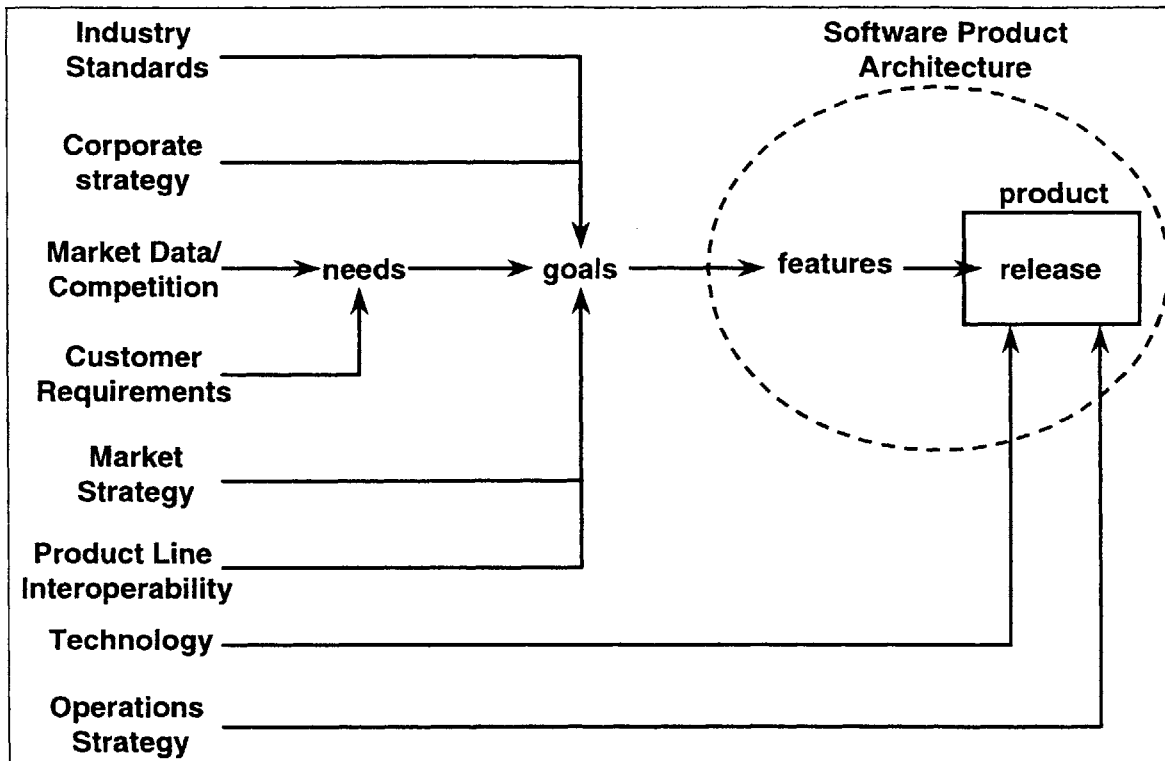 Industry
Standards
Software Product
Architecture
Corporate
strategy
product
Market Data/
Competition
needs
goals
features
release
Customer
Requirements
Market
Strategy
Product Line
Interoperability
Technology
Operations
Strategy